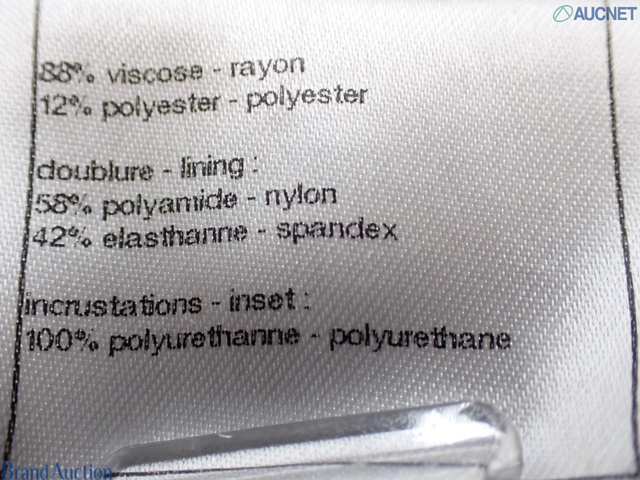 AUCNET
88% viscose - rayon
12% polyester - polyester
doublure - lining :
58% polyamide - nylon
42% elasthanne - spandex
incrustations - inset :
100% polyurethanne - polyurethane
Brand Auction